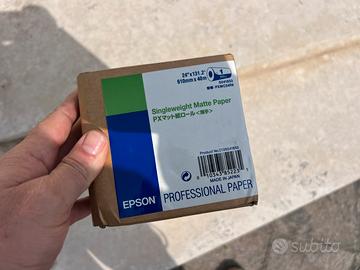 24"x131.2'
610mm x 40m
Singleweight Matte Paper
PXマット紙ロール<薄手>
MADE IN JAPAN
EPSON PROFESSIONAL PAPER
subito